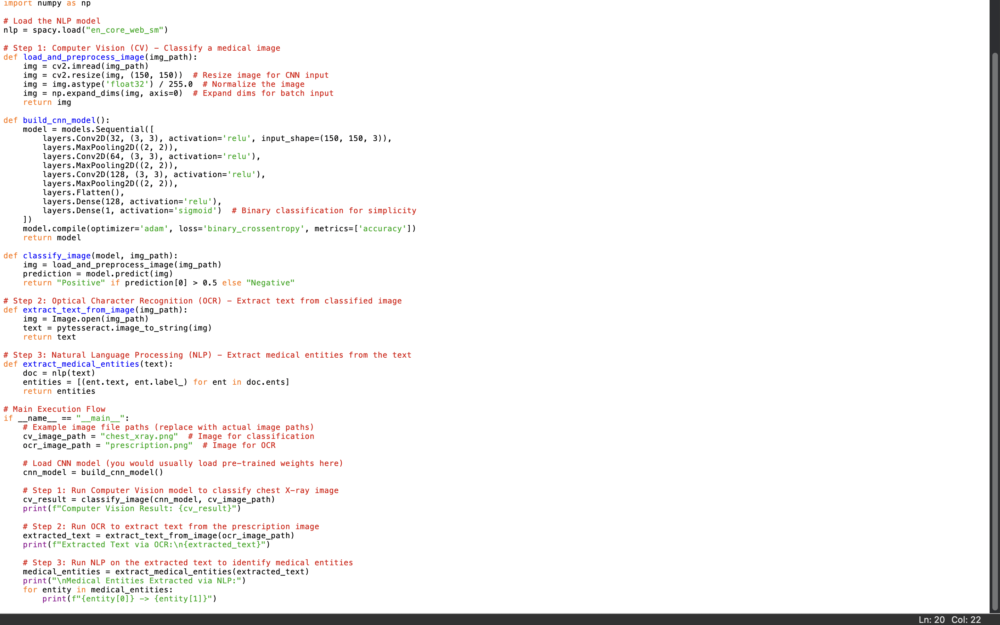 import numpy as np

# Load the NLP model
nlp = spacy.load("en_core_web_sm")

# Step 1: Computer Vision (CV) – Classify a medical image
def load_and_preprocess_image(img_path):
    img = cv2.imread(img_path)
    img = cv2.resize(img, (150, 150))  # Resize image for CNN input
    img = img.astype('float32') / 255.0  # Normalize the image
    img = np.expand_dims(img, axis=0)  # Expand dims for batch input
    return img

def build_cnn_model():
    model = models.Sequential([
        layers.Conv2D(32, (3, 3), activation='relu', input_shape=(150, 150, 3)),
        layers.MaxPooling2D((2, 2)),
        layers.Conv2D(64, (3, 3), activation='relu'),
        layers.MaxPooling2D((2, 2)),
        layers.Conv2D(128, (3, 3), activation='relu'),
        layers.MaxPooling2D((2, 2)),
        layers.Flatten(),
        layers.Dense(128, activation='relu'),
        layers.Dense(1, activation='sigmoid')  # Binary classification for simplicity
    ])
    model.compile(optimizer='adam', loss='binary_crossentropy', metrics=['accuracy'])
    return model

def classify_image(model, img_path):
    img = load_and_preprocess_image(img_path)
    prediction = model.predict(img)
    return "Positive" if prediction[0] > 0.5 else "Negative"

# Step 2: Optical Character Recognition (OCR) – Extract text from classified image
def extract_text_from_image(img_path):
    img = Image.open(img_path)
    text = pytesseract.image_to_string(img)
    return text

# Step 3: Natural Language Processing (NLP) – Extract medical entities from the text
def extract_medical_entities(text):
    doc = nlp(text)
    entities = [(ent.text, ent.label_) for ent in doc.ents]
    return entities

# Main Execution Flow
if __name__ == "__main__":
    # Example image file paths (replace with actual image paths)
    cv_image_path = "chest_xray.png"  # Image for classification
    ocr_image_path = "prescription.png"  # Image for OCR

    # Load CNN model (you would usually load pre-trained weights here)
    cnn_model = build_cnn_model()

    # Step 1: Run Computer Vision model to classify chest X-ray image
    cv_result = classify_image(cnn_model, cv_image_path)
    print(f"Computer Vision Result: {cv_result}")

    # Step 2: Run OCR to extract text from the prescription image
    extracted_text = extract_text_from_image(ocr_image_path)
    print(f"Extracted Text via OCR:\n{extracted_text}")

    # Step 3: Run NLP on the extracted text to identify medical entities
    medical_entities = extract_medical_entities(extracted_text)
    print("\nMedical Entities Extracted via NLP:")
    for entity in medical_entities:
        print(f"{entity[0]} -> {entity[1]}")
Ln: 20 Col: 22